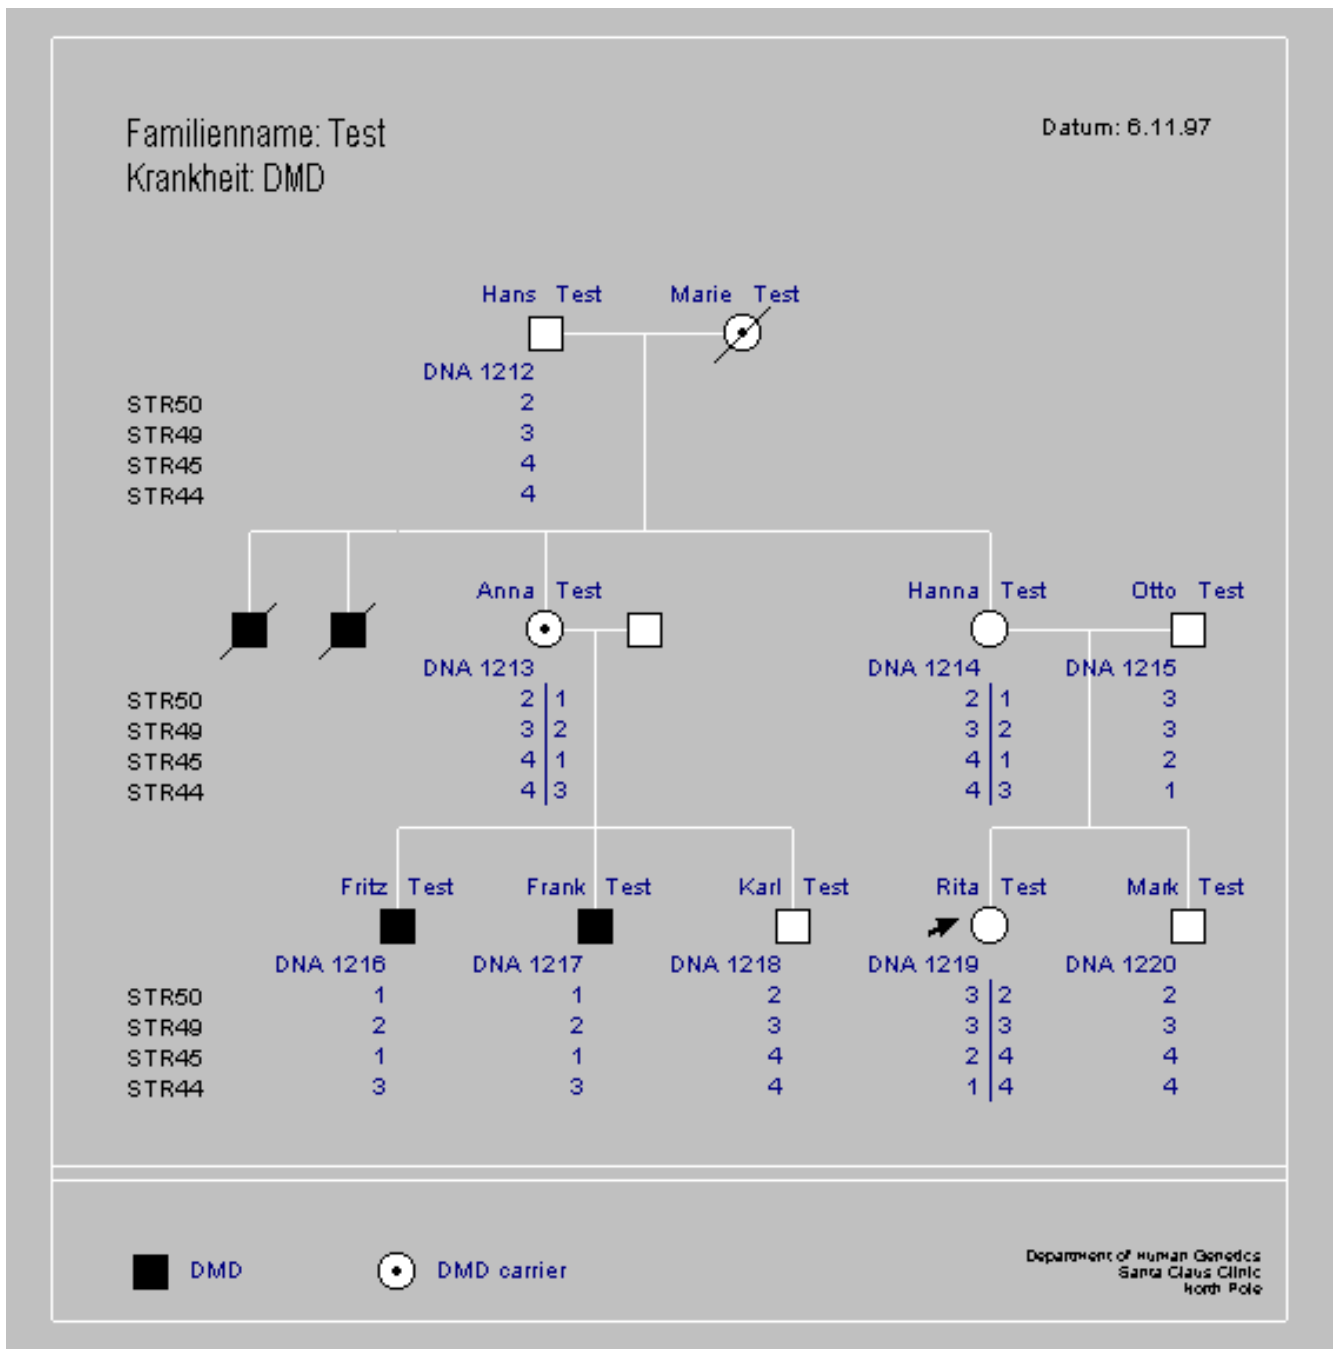 Familienname: Test
Datum: 6.11.97
Krankheit: DMD
Hans Test Marie Test
DNA 1212
STR50 2
STR49 3
STR45 4
STR44 4
Anna Test Hanna Test Otto Test
DNA 1213 DNA 1214 DNA 1215
STR50 2 1 2 1 3
STR49 3 2 3 2 3
STR45 4 1 4 1 2
STR44 4 3 4 3 1
Fritz Test Frank Test Karl Test Rita Test Mark Test
DNA 1216 DNA 1217 DNA 1218 DNA 1219 DNA 1220
STR50 1 1 2 3 2 2
STR49 2 2 3 3 3 3
STR45 1 1 4 2 4 4
STR44 3 3 4 1 4 4
DMD DMD carrier
Department of Human Genetics
Santa Claus Clinic
North Pole